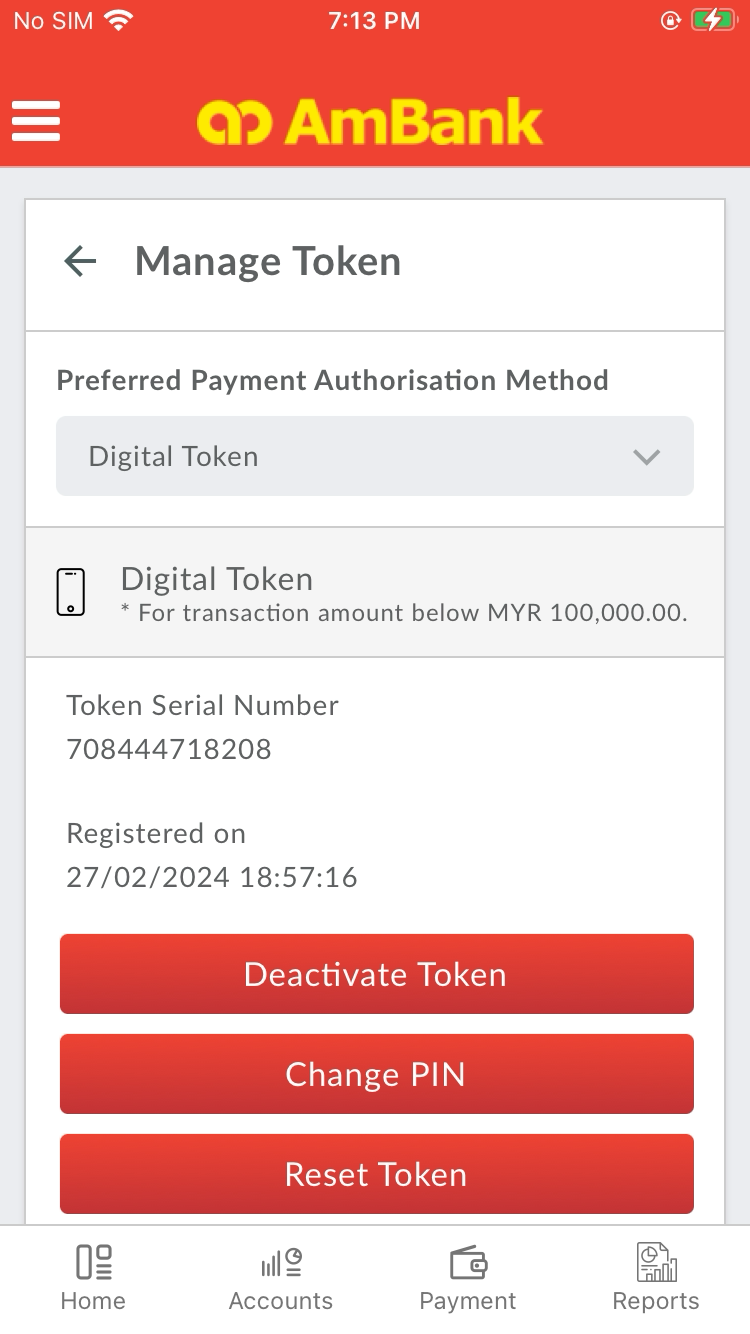 No SIM 7:13 PM
AmBank
Manage Token
Preferred Payment Authorisation Method
Digital Token
Digital Token
* For transaction amount below MYR 100,000.00.
Token Serial Number
708444718208
Registered on
27/02/2024 18:57:16
Deactivate Token
Change PIN
Reset Token
Home Accounts Payment Reports